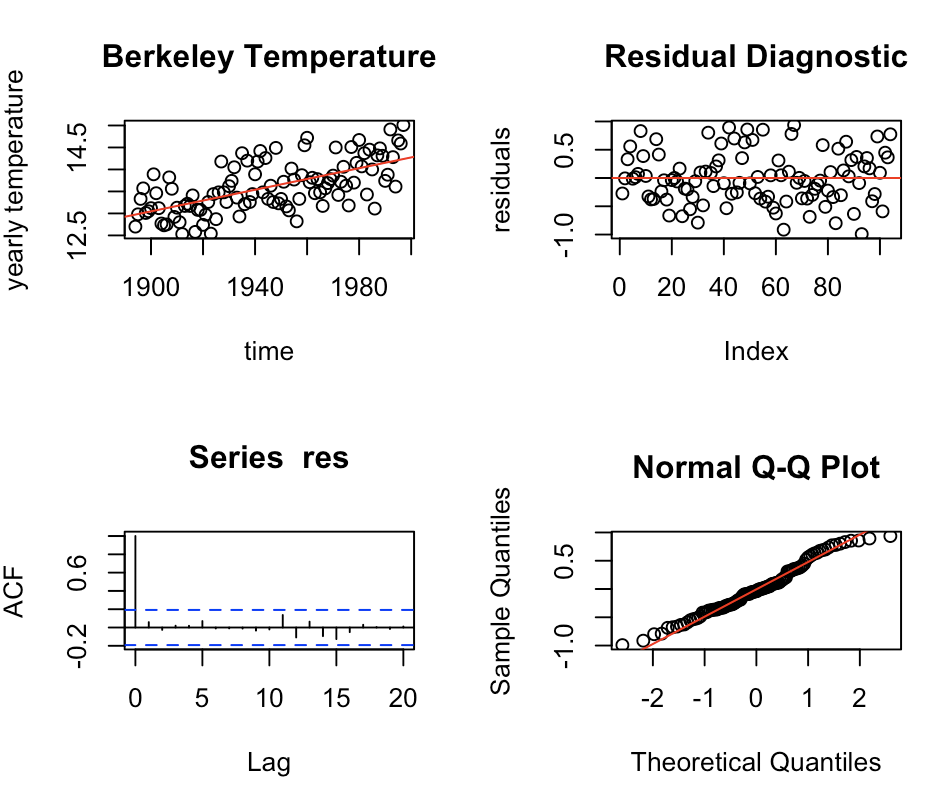 Berkeley Temperature
yearly temperature
12.5 14.5
1900 1940 1980
time
Residual Diagnostic
residuals
-1.0 0.5
0 20 40 60 80
Index
Series res
ACF
-0.2 0.6
0 5 10 15 20
Lag
Normal Q-Q Plot
Sample Quantiles
-1.0 0.5
-2 -1 0 1 2
Theoretical Quantiles